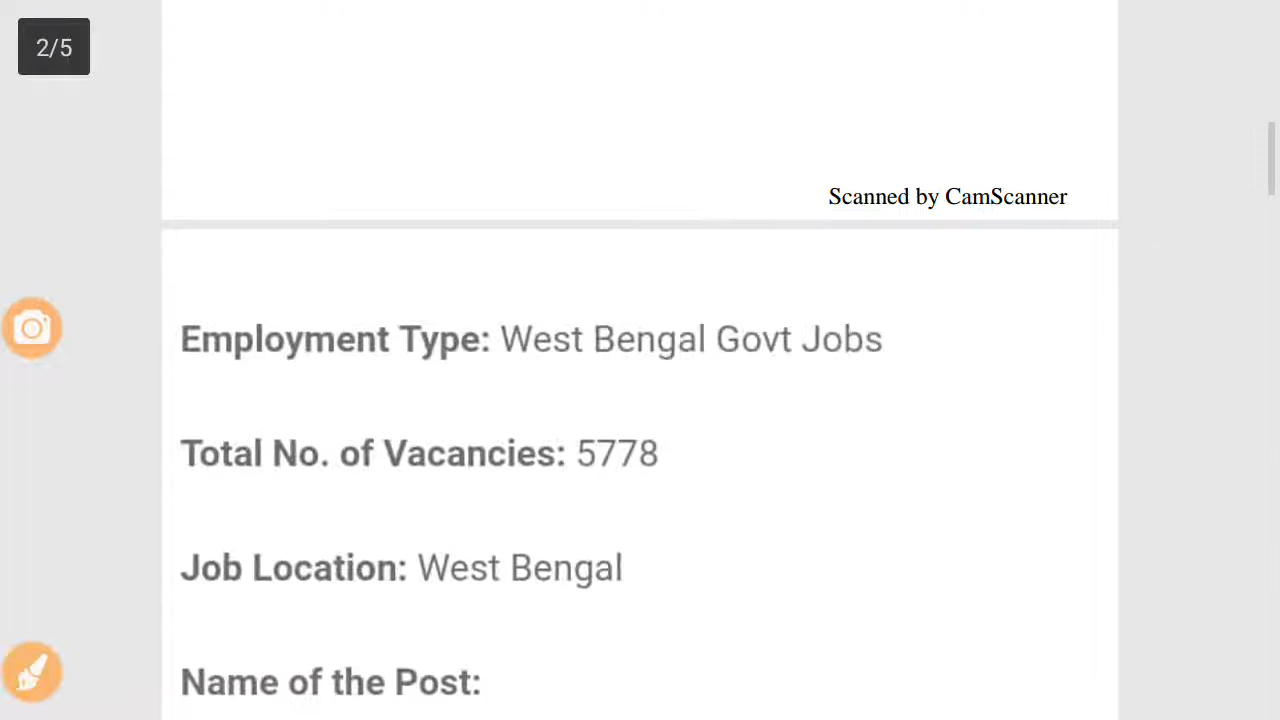 2/5
Scanned by CamScanner
Employment Type: West Bengal Govt Jobs
Total No. of Vacancies: 5778
Job Location: West Bengal
Name of the Post: